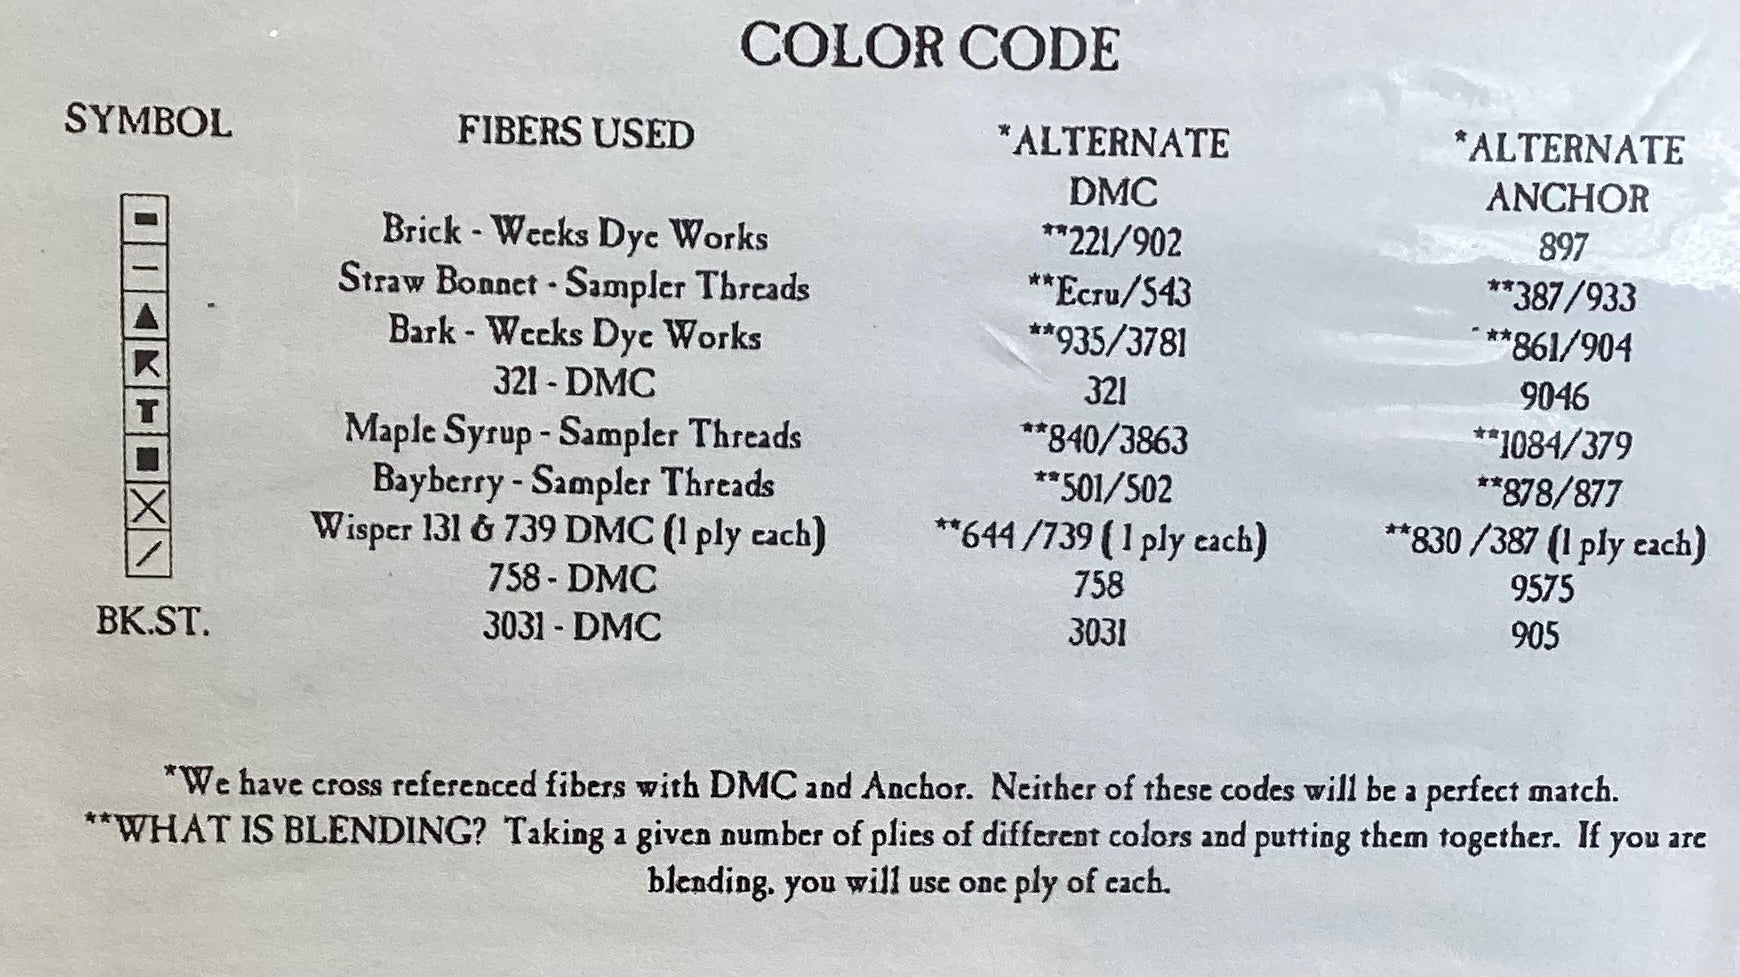 COLOR CODE
SYMBOL FIBERS USED *ALTERNATE DMC *ALTERNATE ANCHOR
Brick - Weeks Dye Works **221/902 897
Straw Bonnet - Sampler Threads **Ecru/543 **387/933
Bark - Weeks Dye Works **935/3781 **861/904
321 - DMC 321 9046
T Maple Syrup - Sampler Threads **840/3863 **1084/379
Bayberry - Sampler Threads **501/502 **878/877
Wisper 131 & 739 DMC (1 ply each) **644/739 (1 ply each) **830/387 (1 ply each)
758 - DMC 758 9575
BK.ST. 3031 - DMC 3031 905
*We have cross referenced fibers with DMC and Anchor. Neither of these codes will be a perfect match.
**WHAT IS BLENDING? Taking a given number of plies of different colors and putting them together. If you are
blending, you will use one ply of each.